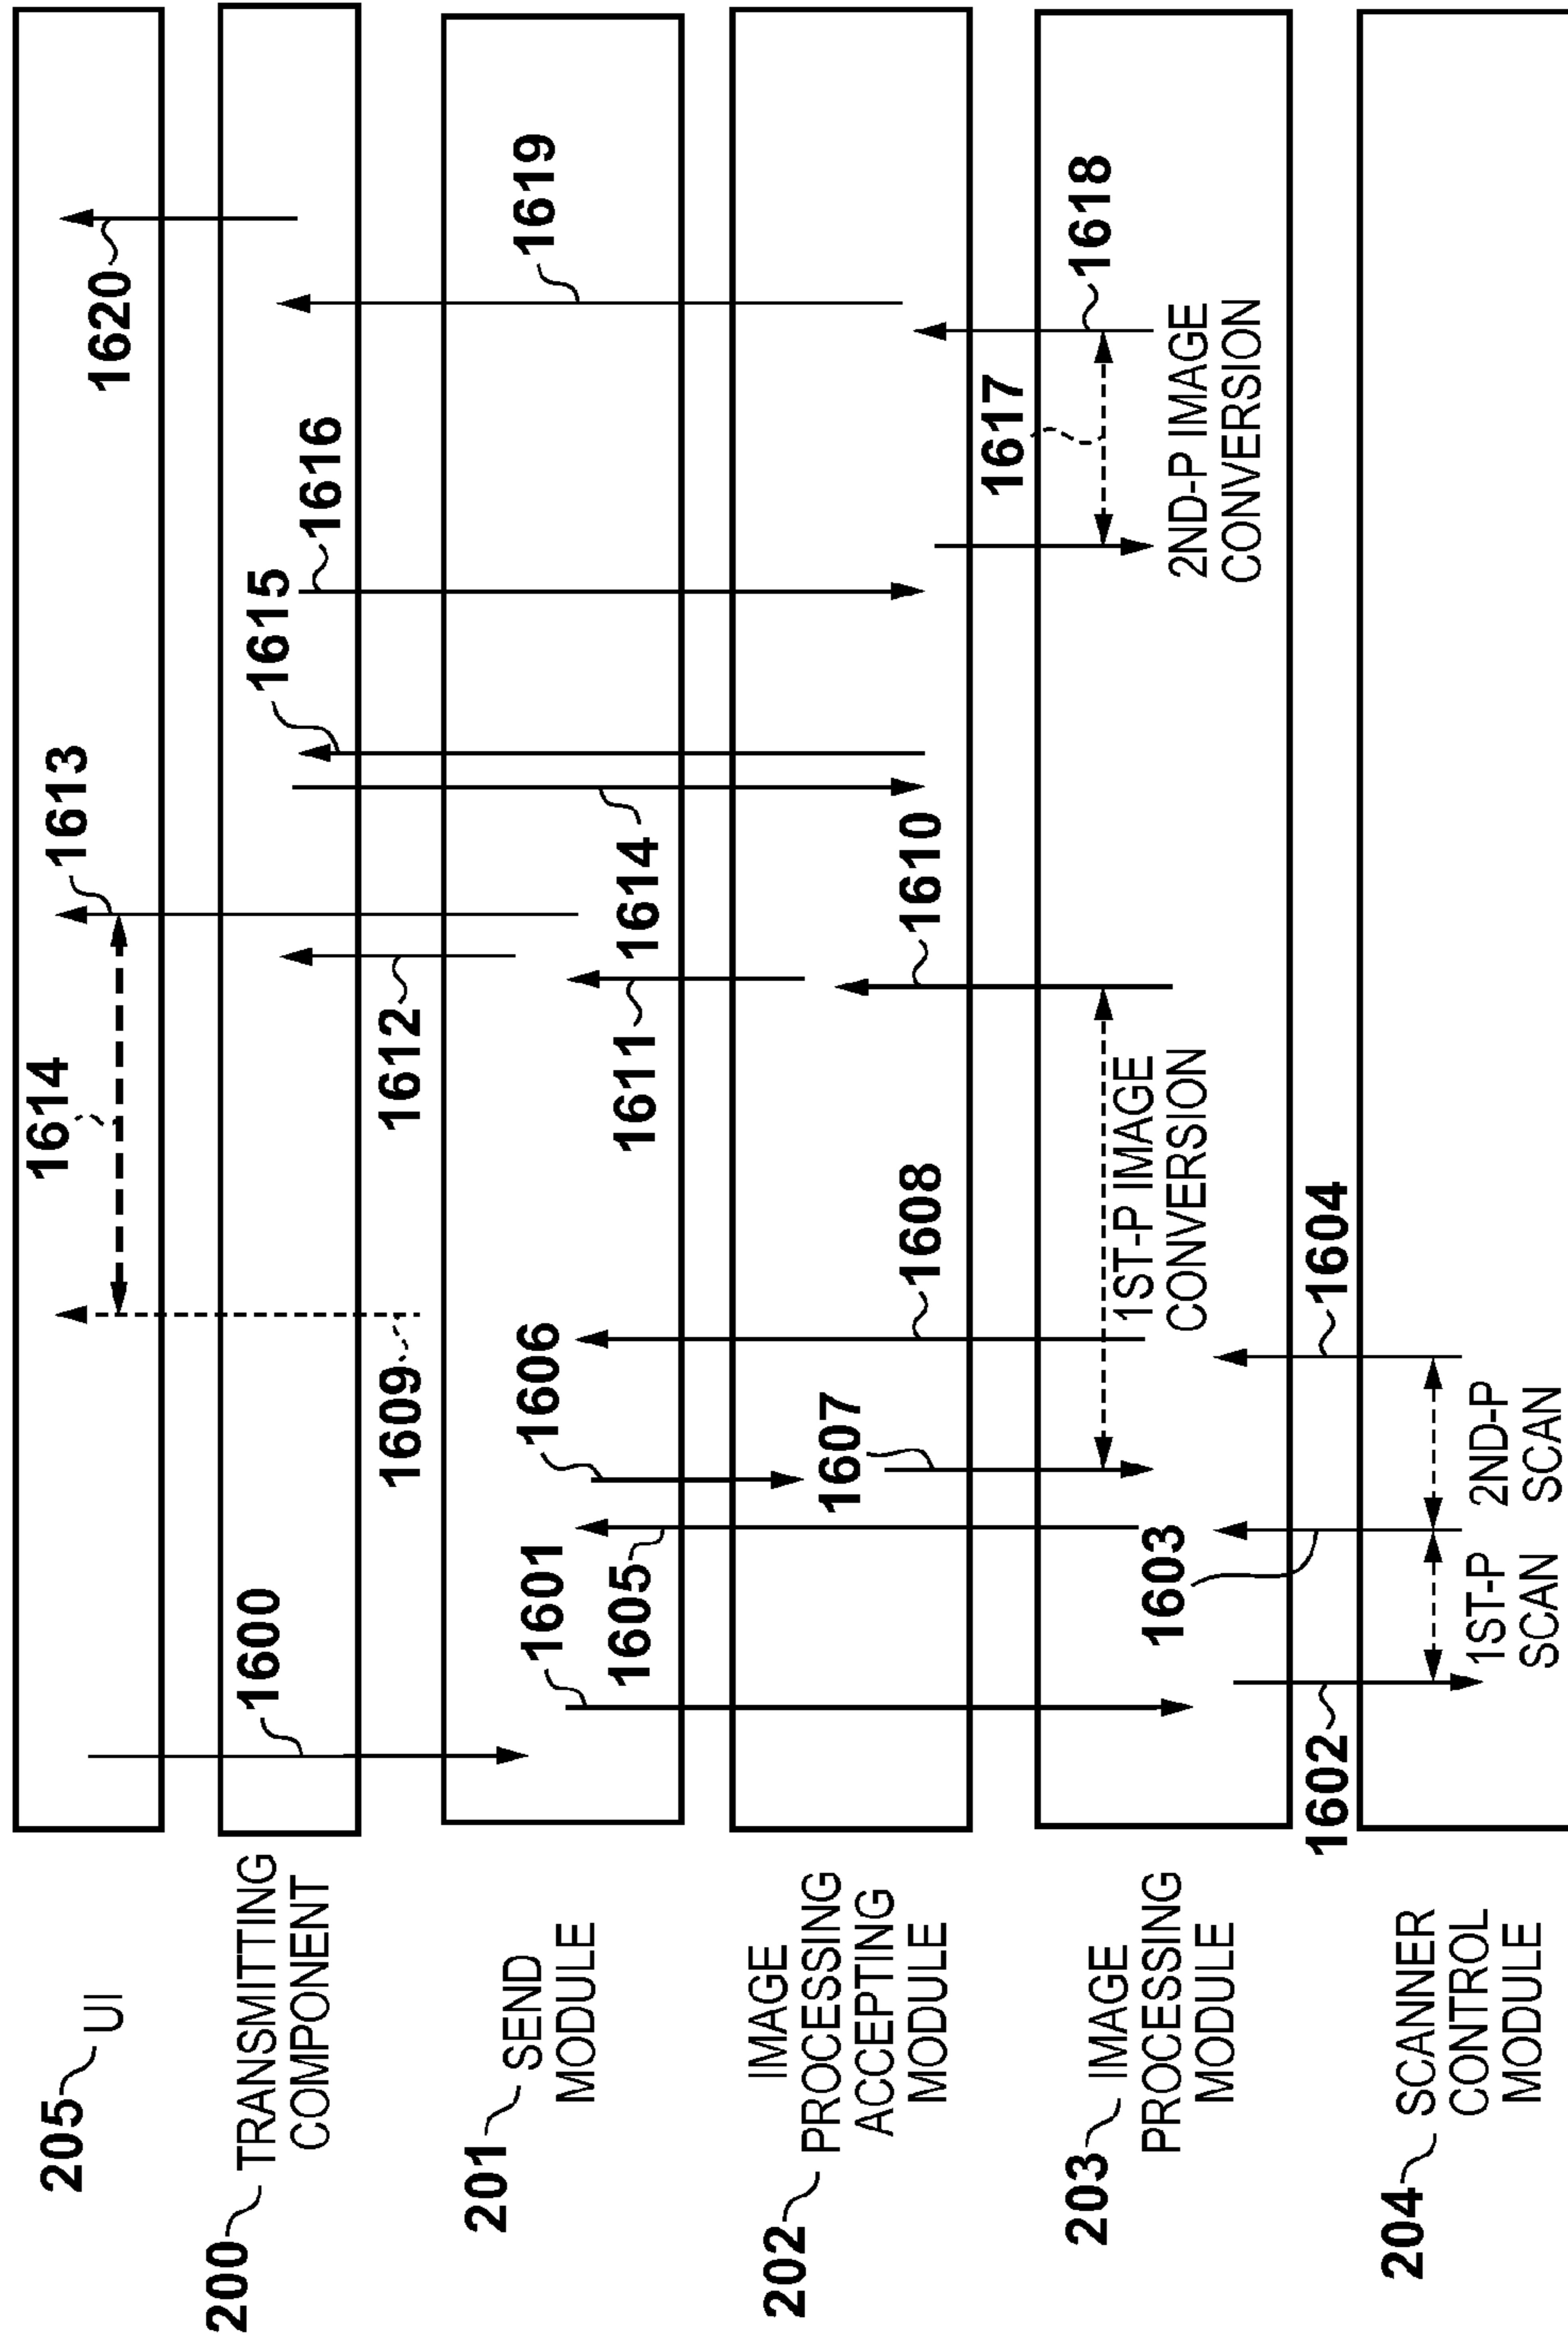 205 UI
200 TRANSMITTING
COMPONENT
201 SEND
MODULE
202 IMAGE
PROCESSING
ACCEPTING
MODULE
203 IMAGE
PROCESSING
MODULE
204 SCANNER
CONTROL
MODULE
1614
1613
1620
1600
1609
1612
1615
1616
1601
1605
1606
1611
1614
1619
1607
1608
1610
1617
1603
1ST-P IMAGE
CONVERSION
1618
2ND-P IMAGE
CONVERSION
1602
1604
1ST-P
SCAN
2ND-P
SCAN